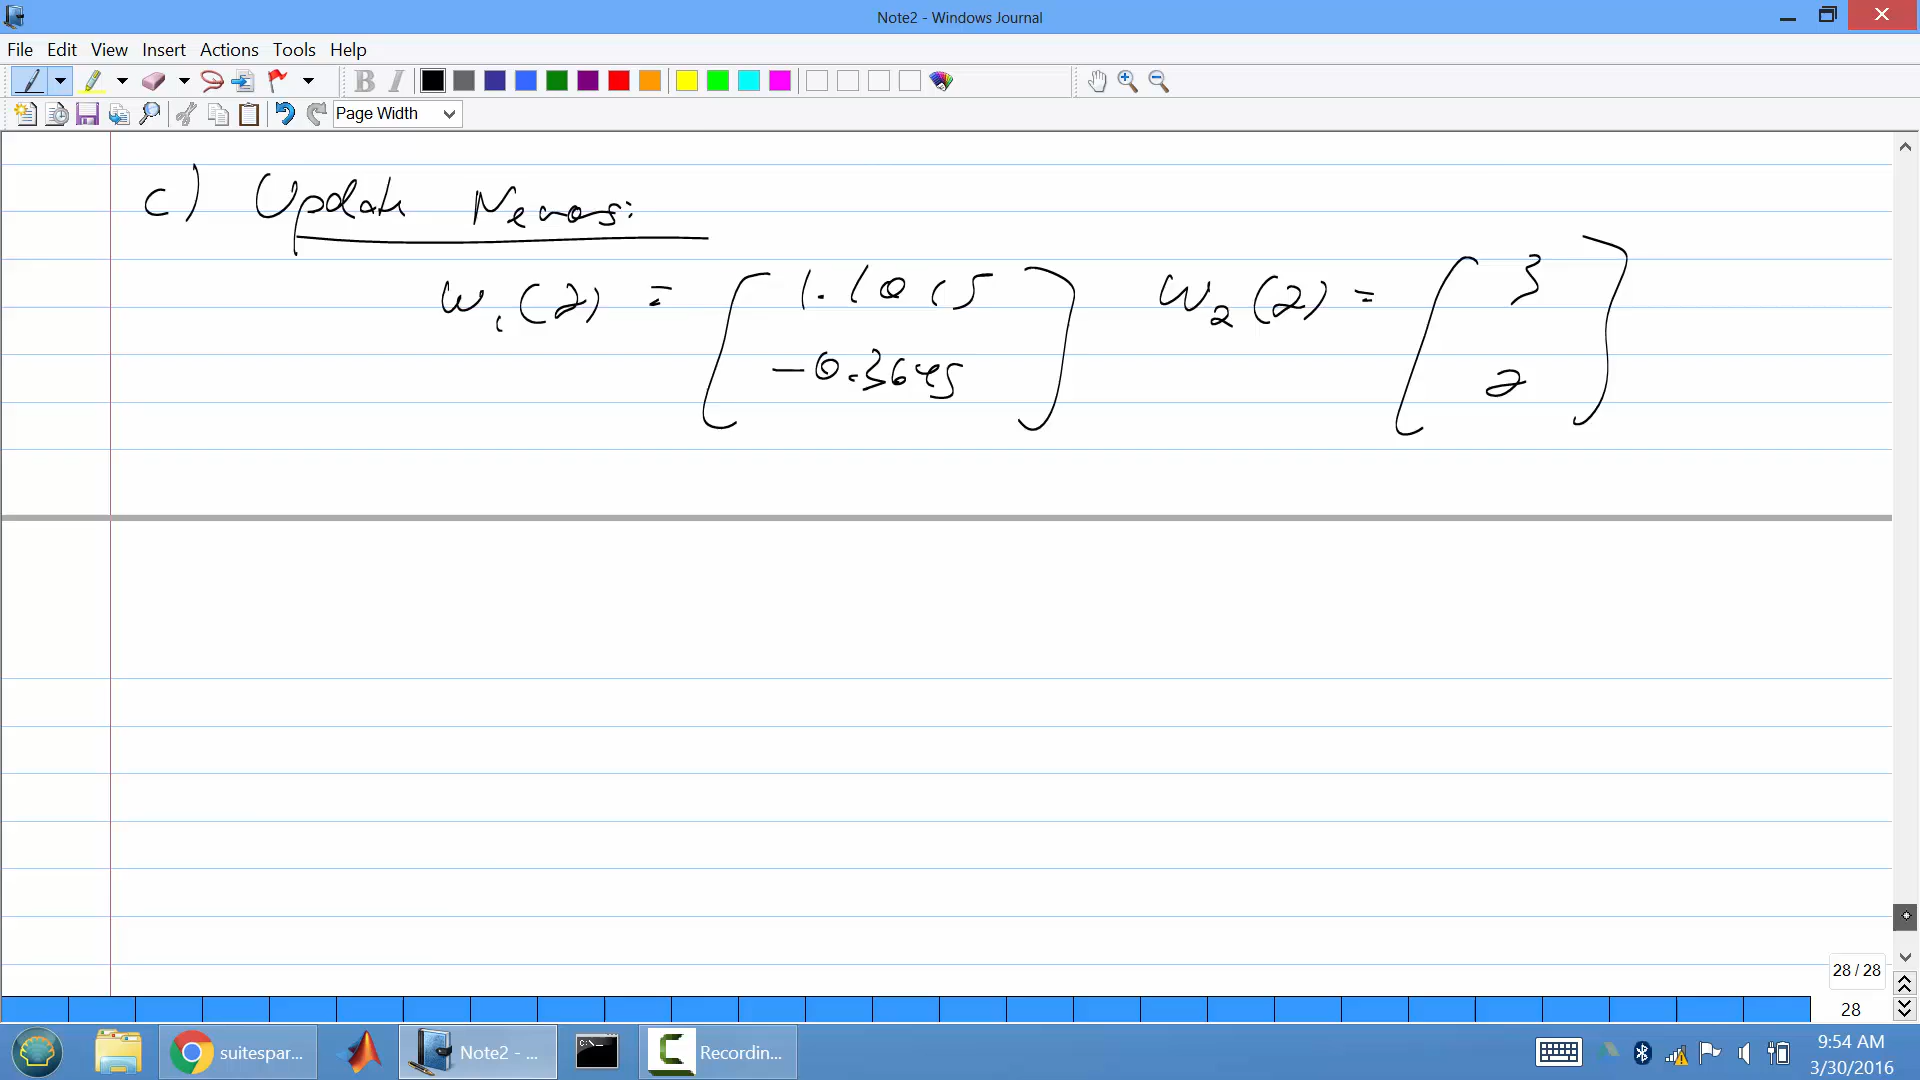 Note2 - Windows Journal
File Edit View Insert Actions Tools Help
B I
Page Width
c) Update Neurons:
w₁(2) = [ 1.1015 w₂(2) = [ 3
-0.3645 ] 2 ]
28 / 28
28
suitespar... Note2 - ... C:\_ Recordin...
9:54 AM
3/30/2016